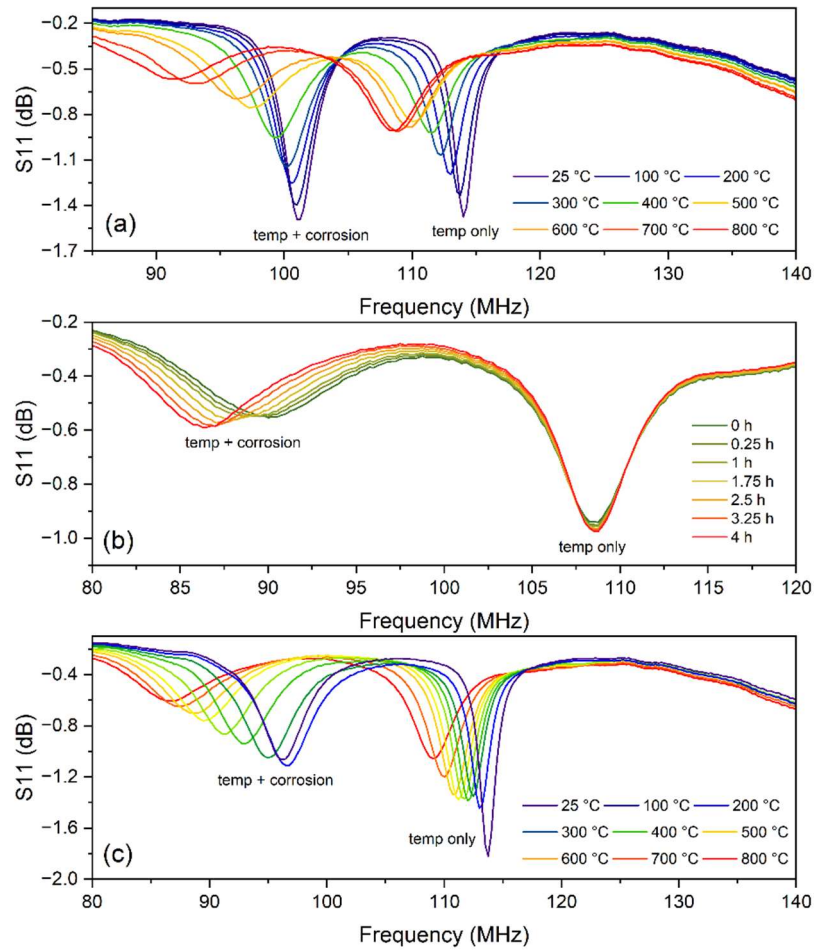 −0.2
−0.5
−0.8
−1.1
−1.4
−1.7
S11 (dB)
(a)
temp + corrosion
temp only
25 °C 100 °C 200 °C
300 °C 400 °C 500 °C
600 °C 700 °C 800 °C
90 100 110 120 130 140
Frequency (MHz)
−0.2
−0.4
−0.6
−0.8
−1.0
S11 (dB)
(b)
temp + corrosion
temp only
0 h
0.25 h
1 h
1.75 h
2.5 h
3.25 h
4 h
80 85 90 95 100 105 110 115 120
Frequency (MHz)
−0.4
−0.8
−1.2
−1.6
−2.0
S11 (dB)
(c)
temp + corrosion
temp only
25 °C 100 °C 200 °C
300 °C 400 °C 500 °C
600 °C 700 °C 800 °C
80 90 100 110 120 130 140
Frequency (MHz)